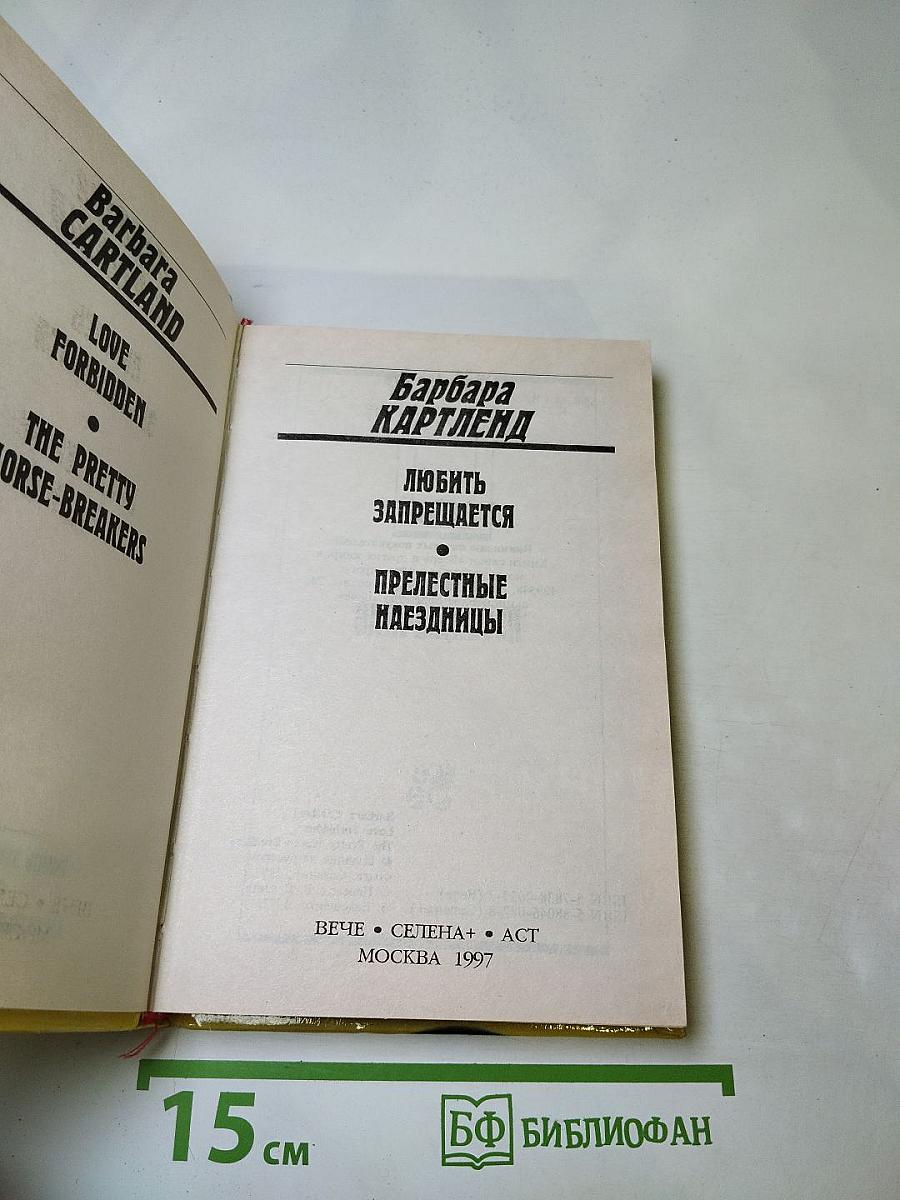 Barbara
CARTLAND
LOVE
FORBIDDEN
•
THE PRETTY
HORSE-BREAKERS
Барбара
КАРТЛЕНД
ЛЮБИТЬ
ЗАПРЕЩАЕТСЯ
•
ПРЕЛЕСТНЫЕ
НАЕЗДНИЦЫ
ВЕЧЕ • СЕЛЕНА+ • АСТ
МОСКВА 1997
15 см
БФ БИБЛИОФАН